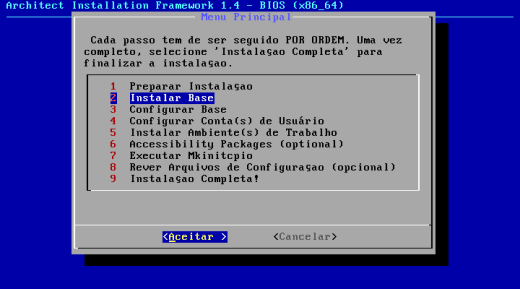 Architect Installation Framework 1.4 - BIOS (x86_64)
Menu Principal
Cada passo tem de ser seguido POR ORDEM. Uma vez
completo, selecione 'Instalaşao Completa' para
finalizar a instalaşao.
1 Preparar Instalaşao
2 Instalar Base
3 Configurar Base
4 Configurar Conta(s) de Usuário
5 Instalar Ambiente(s) de Trabalho
6 Accessibility Packages (optional)
7 Executar Mkinitcpio
8 Rever Arquivos de Configuraşao (opcional)
9 Instalaşao Completa!
<Aceitar > <Cancelar>